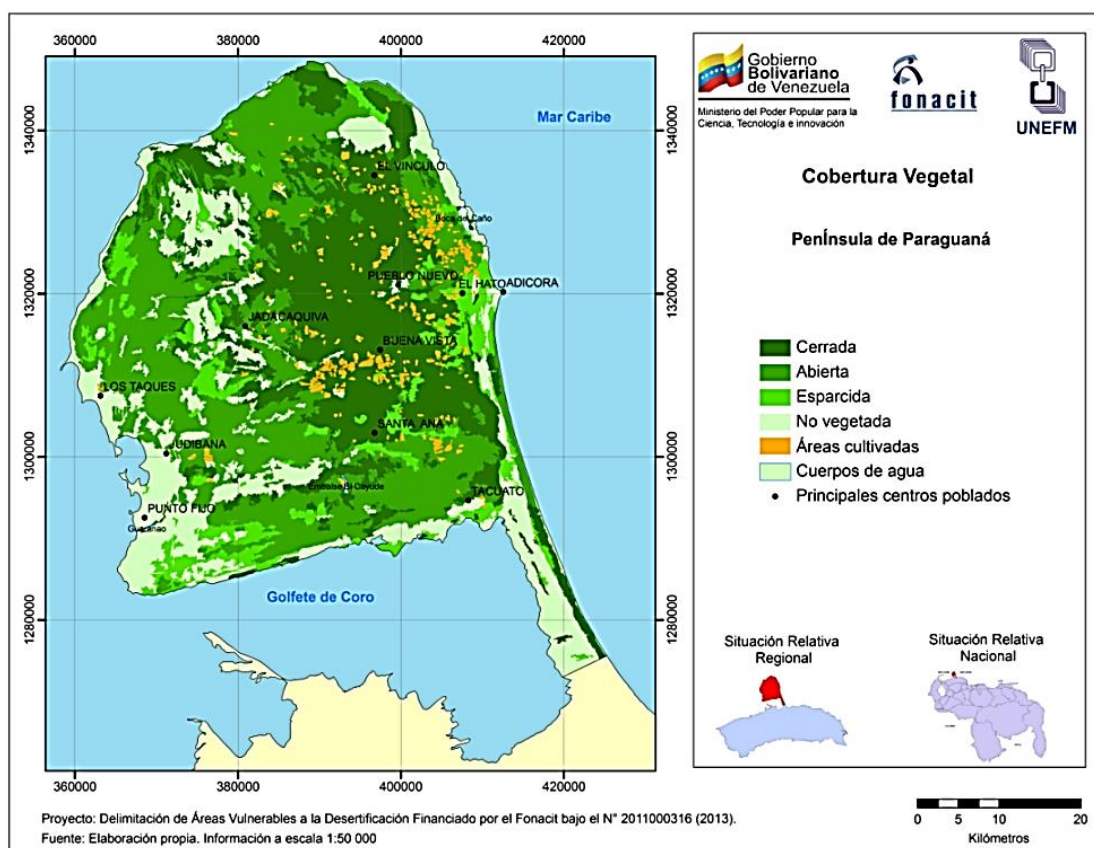 360000
380000
400000
420000
1340000
1320000
1300000
1280000
Mar Caribe
EL VINCULO
Boca de Caño
PUEBLO NUEVO
EL HATO
ADICORA
JADACAQUIVA
BUENA VISTA
LOS TAQUES
SANTA ANA
JUDIBANA
TACUATO
PUNTO FIJO
Golfete de Coro
360000
380000
400000
420000
Gobierno
Bolivariano
de Venezuela
Ministerio del Poder Popular para la
Ciencia, Tecnología e innovación
fonacit
UNEFM
Cobertura Vegetal
PenÍnsula de Paraguaná
Cerrada
Abierta
Esparcida
No vegetada
Áreas cultivadas
Cuerpos de agua
Principales centros poblados
Situación Relativa
Regional
Situación Relativa
Nacional
Proyecto: Delimitación de Áreas Vulnerables a la Desertificación Financiado por el Fonacit bajo el N° 2011000316 (2013).
Fuente: Elaboración propia. Información a escala 1:50 000
0 5 10 20
Kilómetros